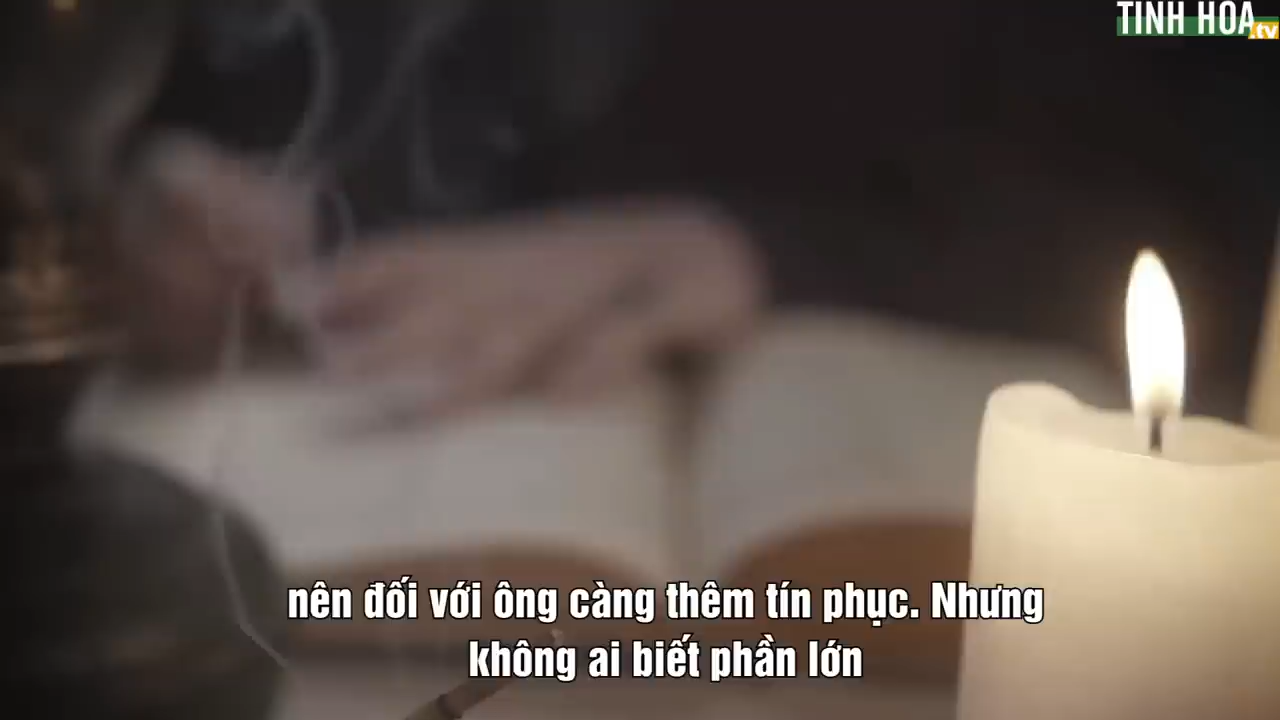 TINH HOA
.tv
nên đối với ông càng thêm tín phục. Nhưng
không ai biết phần lớn